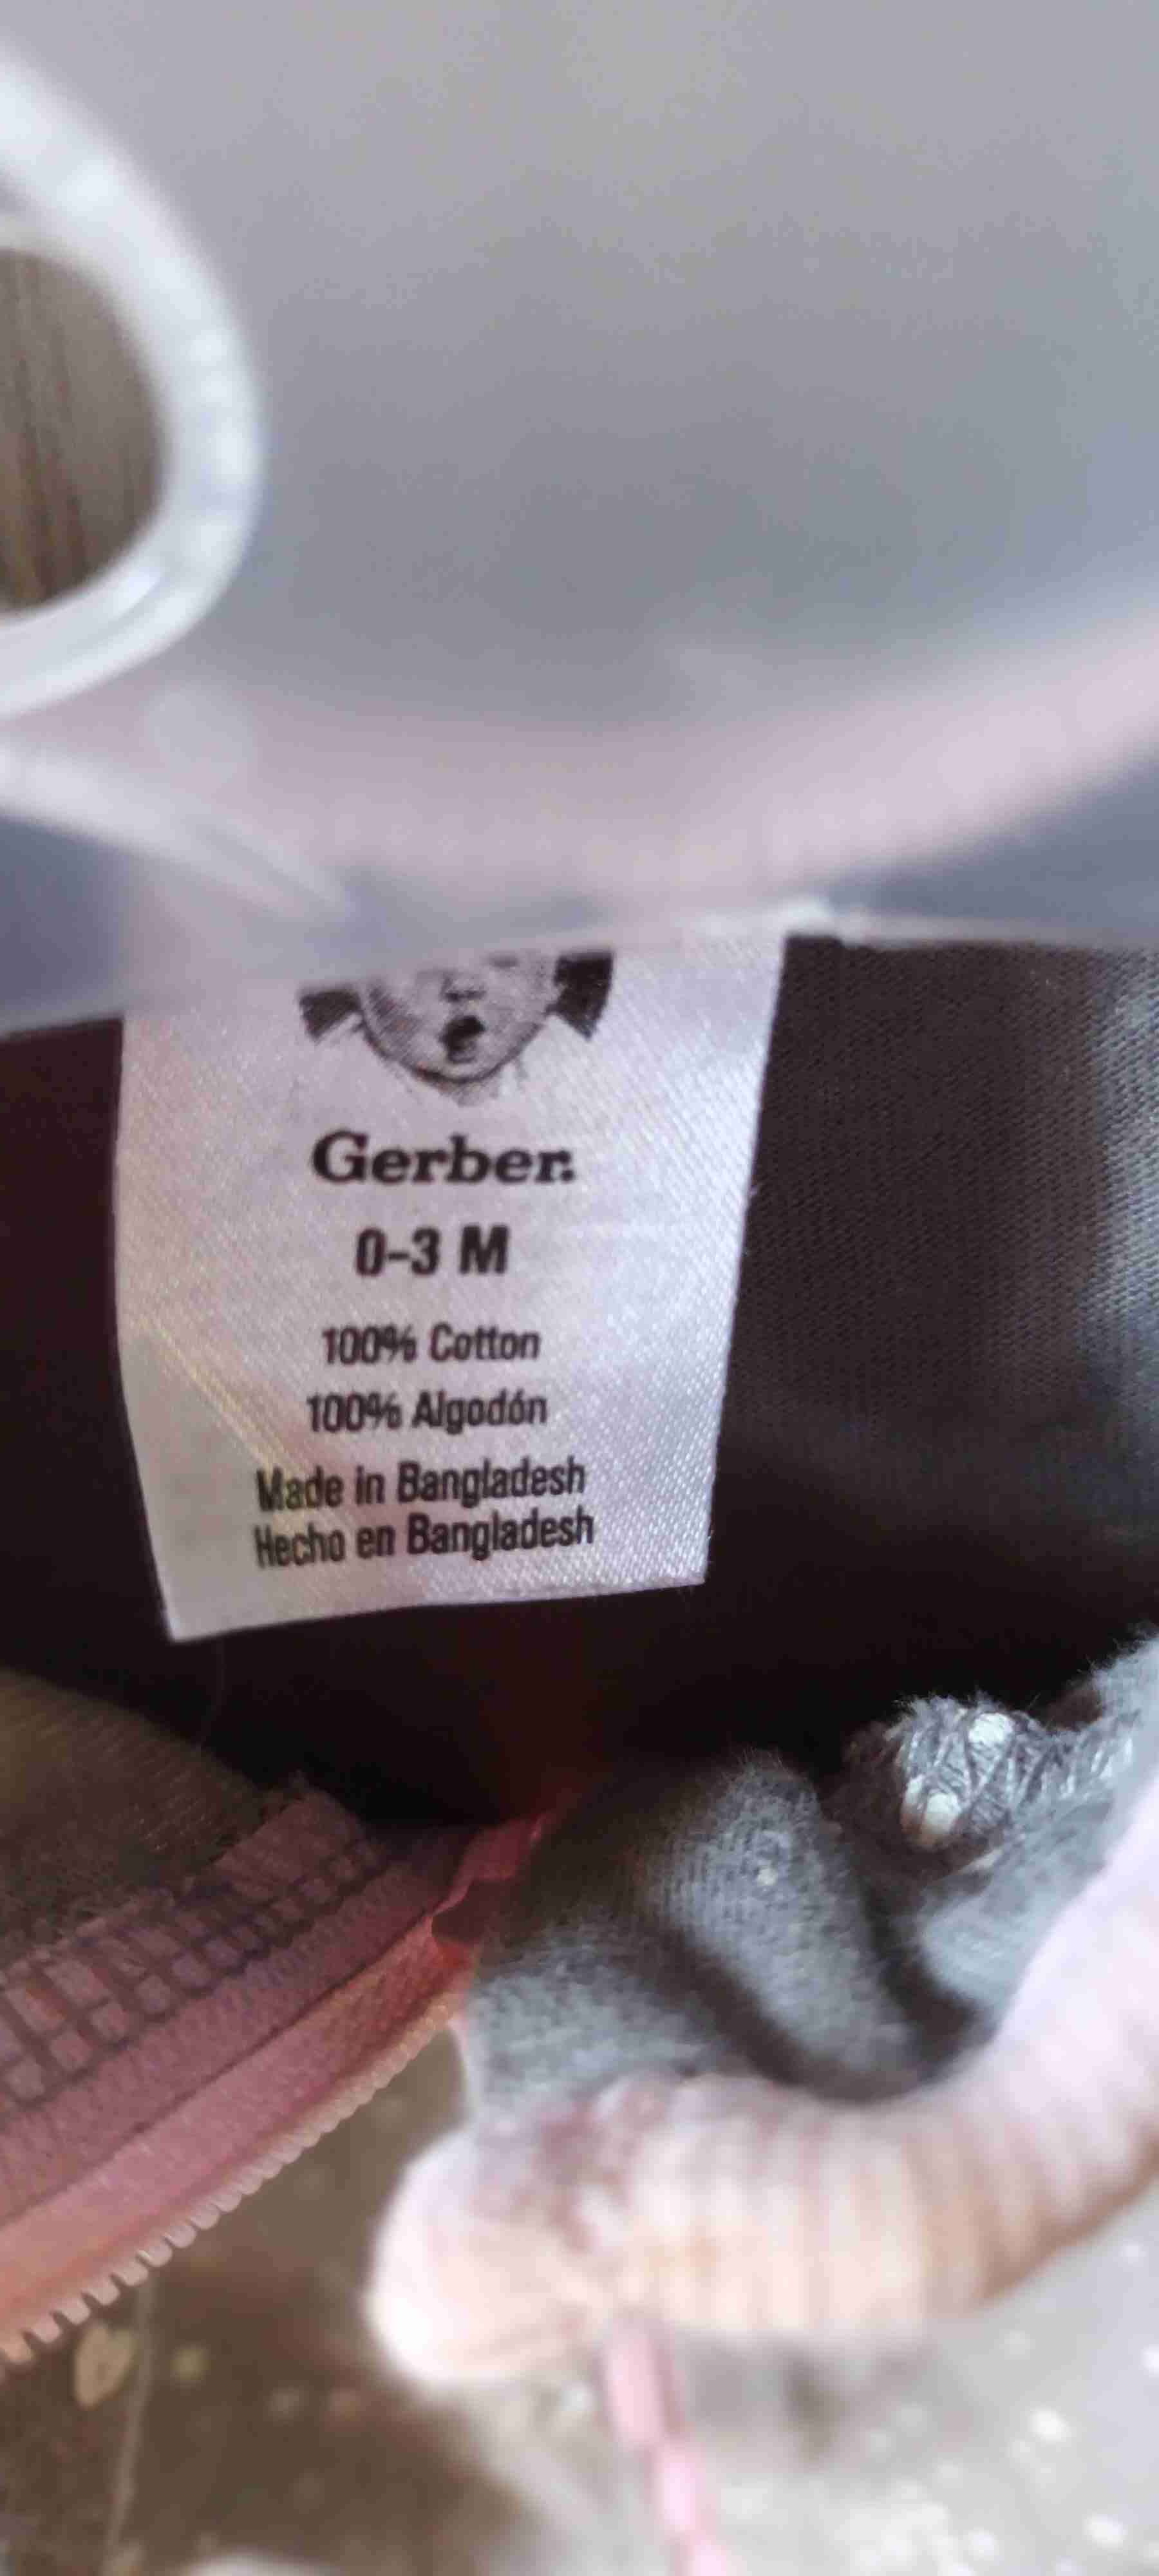 Gerber.
0-3 M
100% Cotton
100% Algodón
Made in Bangladesh
Hecho en Bangladesh